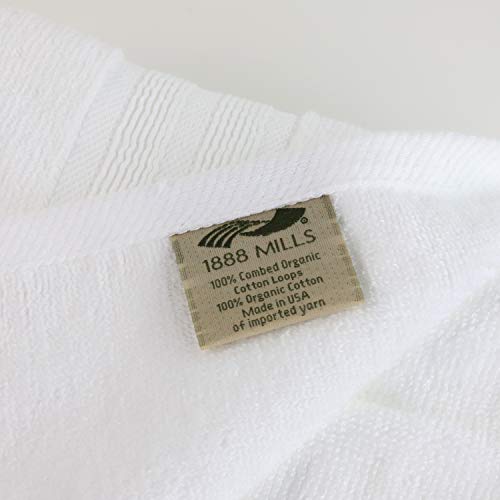 ®
1888 MILLS
100% Combed Organic
Cotton Loops
100% Organic Cotton
Made in USA
of imported yarn